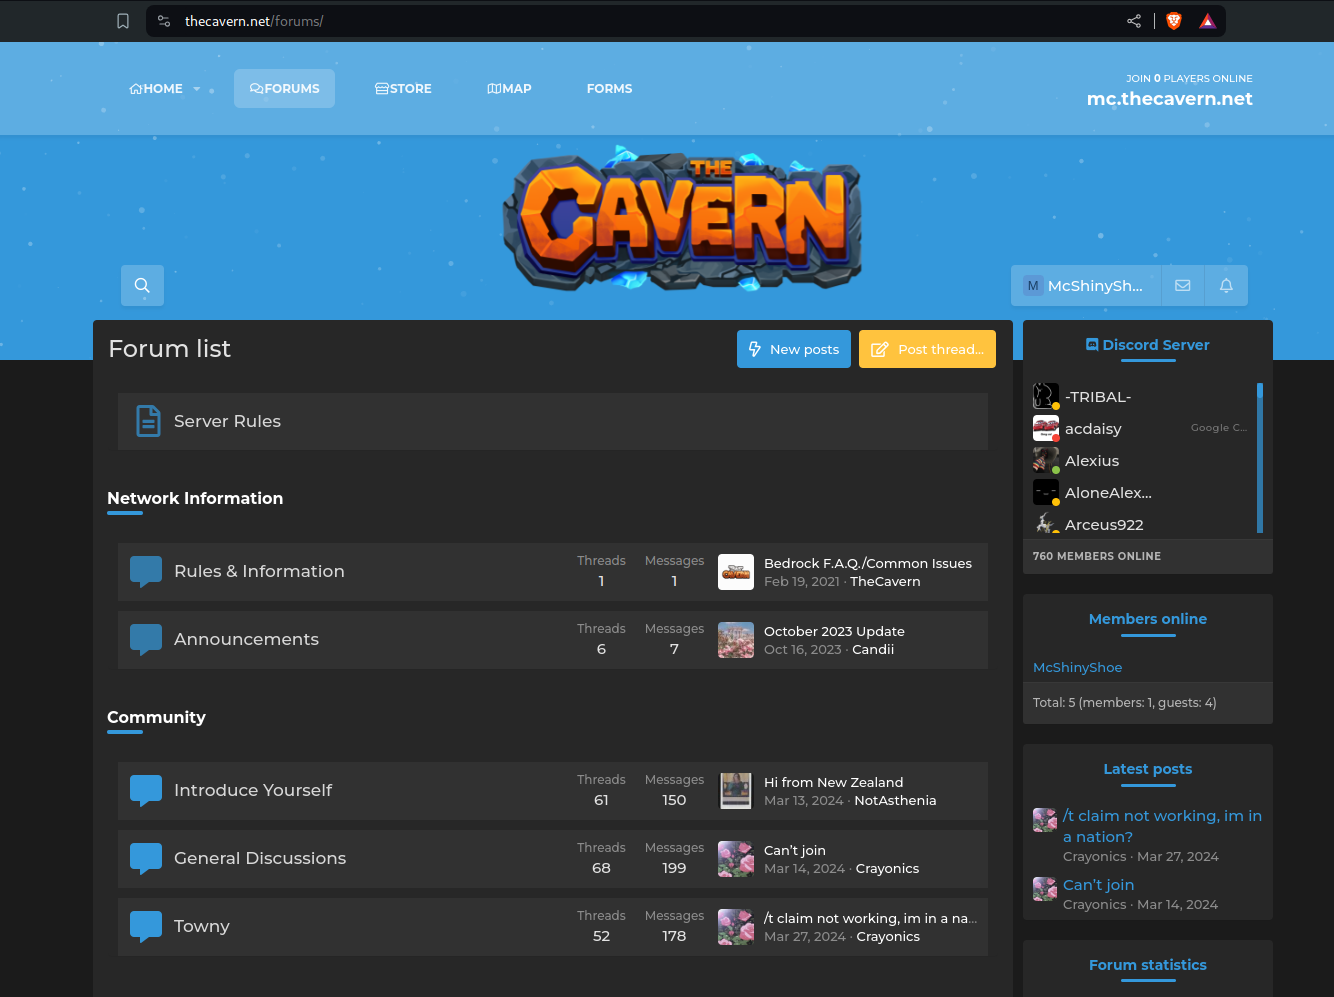 thecavern.net/forums/
HOME
FORUMS
STORE
MAP
FORMS
JOIN 0 PLAYERS ONLINE
mc.thecavern.net
THE
CAVERN
M McShinySh...
Forum list
New posts
Post thread...
Server Rules
Network Information
Rules & Information
Threads
1
Messages
1
Bedrock F.A.Q./Common Issues
Feb 19, 2021 · TheCavern
Announcements
Threads
6
Messages
7
October 2023 Update
Oct 16, 2023 · Candii
Community
Introduce Yourself
Threads
61
Messages
150
Hi from New Zealand
Mar 13, 2024 · NotAsthenia
General Discussions
Threads
68
Messages
199
Can't join
Mar 14, 2024 · Crayonics
Towny
Threads
52
Messages
178
/t claim not working, im in a na...
Mar 27, 2024 · Crayonics
Discord Server
-TRIBAL-
acdaisy
Google C...
Alexius
AloneAlex...
Arceus922
760 MEMBERS ONLINE
Members online
McShinyShoe
Total: 5 (members: 1, guests: 4)
Latest posts
/t claim not working, im in
a nation?
Crayonics · Mar 27, 2024
Can't join
Crayonics · Mar 14, 2024
Forum statistics